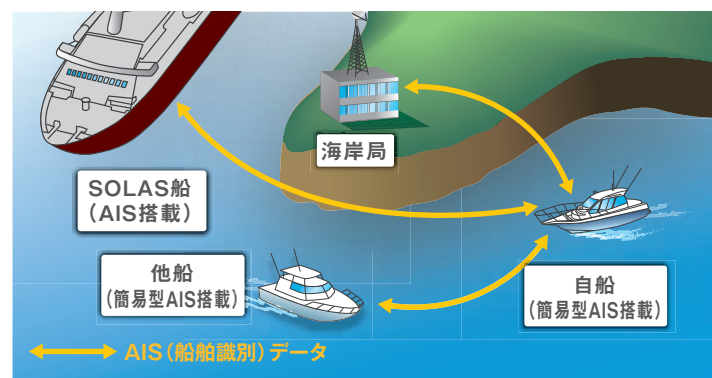 海岸局
SOLAS船
（AIS搭載）
他船
（簡易型AIS搭載）
自船
（簡易型AIS搭載）
AIS（船舶識別）データ